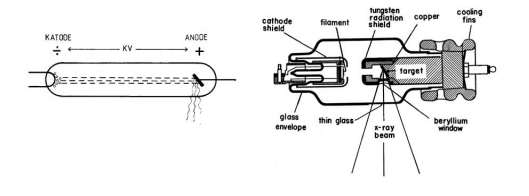 KATODE
÷
KV
ANODE
+
cathode
shield
filament
tungsten
radiation
shield
copper
cooling
fins
target
glass
envelope
thin glass
x-ray
beam
beryllium
window